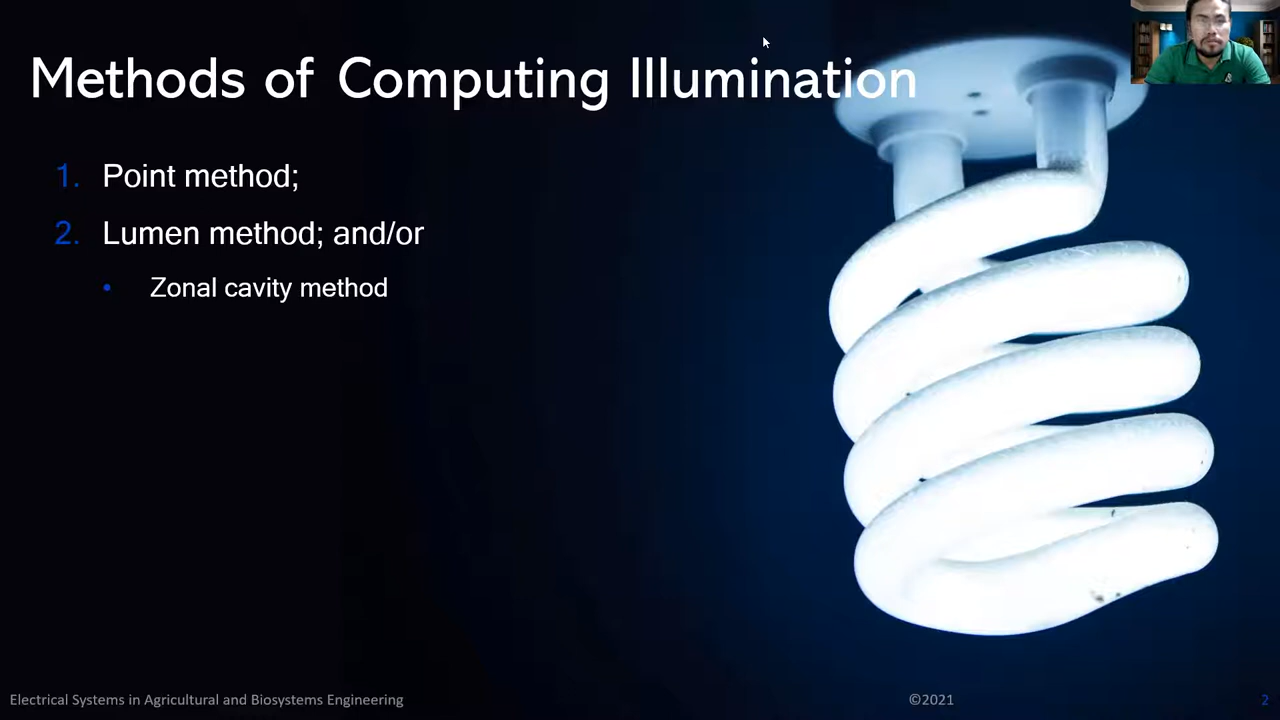 Methods of Computing Illumination
1. Point method;
2. Lumen method; and/or
• Zonal cavity method
Electrical Systems in Agricultural and Biosystems Engineering
©2021
2